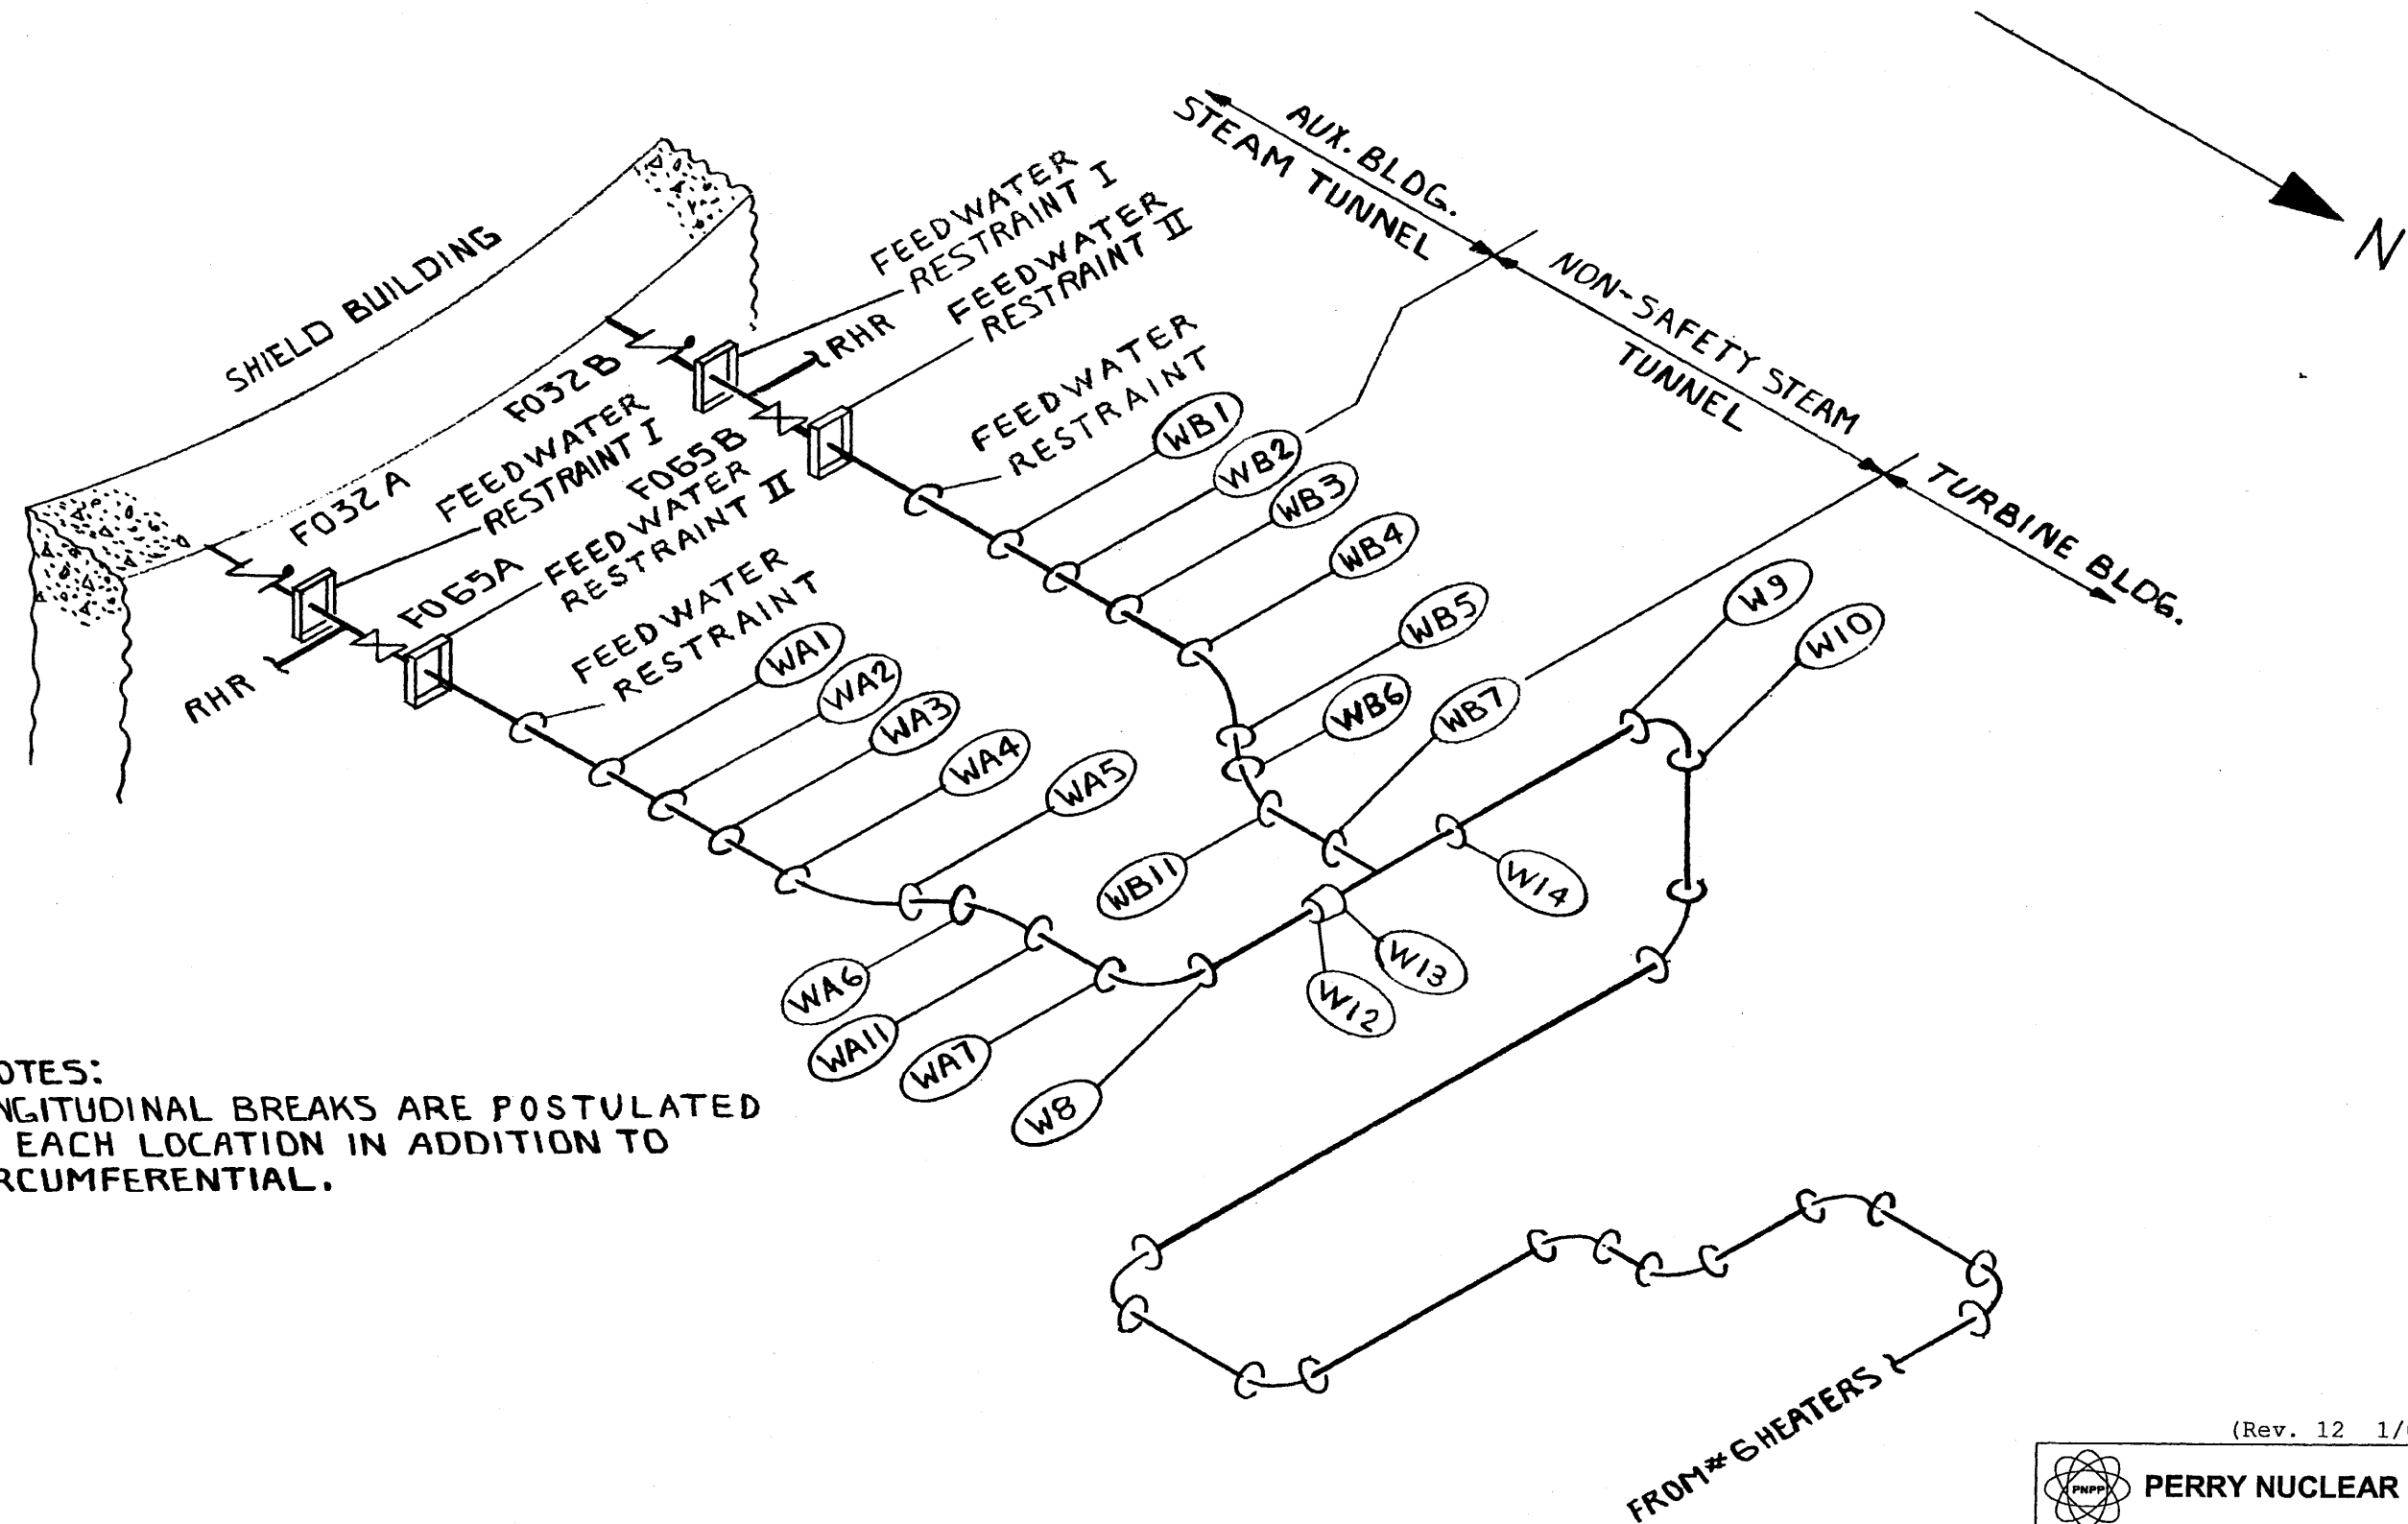 AUX. BLDG.
STEAM TUNNEL
NON-SAFETY STEAM
TUNNEL
TURBINE BLDG.
N
SHIELD BUILDING
FEEDWATER
RESTRAINT I
FEEDWATER
RESTRAINT II
RHR
F032B
FEEDWATER
RESTRAINT
F065B
F032A
FEEDWATER
RESTRAINT I
FEEDWATER
RESTRAINT II
F065A
RHR
FEEDWATER
RESTRAINT
WB1
WB2
WB3
WB4
WB5
WB6
WB7
WB11
W9
W10
WA1
WA2
WA3
WA4
WA5
WA6
WA11
WA7
W8
W14
W13
W12
OTES:
NGITUDINAL BREAKS ARE POSTULATED
EACH LOCATION IN ADDITION TO
RCUMFERENTIAL.
FROM #6 HEATERS
(Rev. 12 1/
PNPP
PERRY NUCLEAR